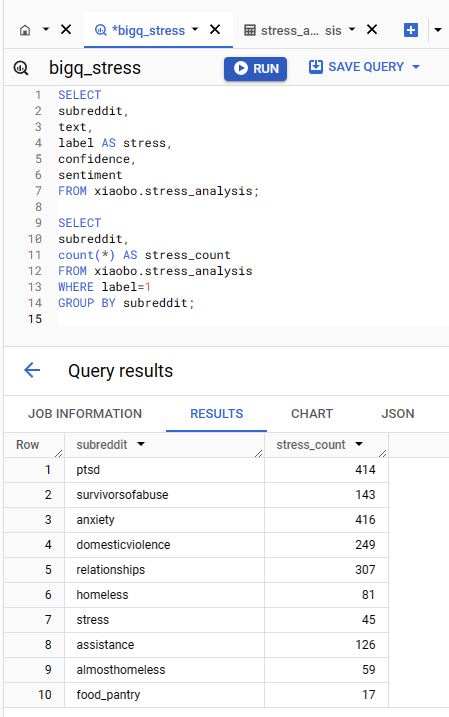 *bigq_stress
stress_a... sis
bigq_stress
RUN
SAVE QUERY
1 SELECT
2 subreddit,
3 text,
4 label AS stress,
5 confidence,
6 sentiment
7 FROM xiaobo.stress_analysis;
8
9 SELECT
10 subreddit,
11 count(*) AS stress_count
12 FROM xiaobo.stress_analysis
13 WHERE label=1
14 GROUP BY subreddit;
15
Query results
JOB INFORMATION RESULTS CHART JSON
Row subreddit stress_count
1 ptsd 414
2 survivorsofabuse 143
3 anxiety 416
4 domesticviolence 249
5 relationships 307
6 homeless 81
7 stress 45
8 assistance 126
9 almosthomeless 59
10 food_pantry 17